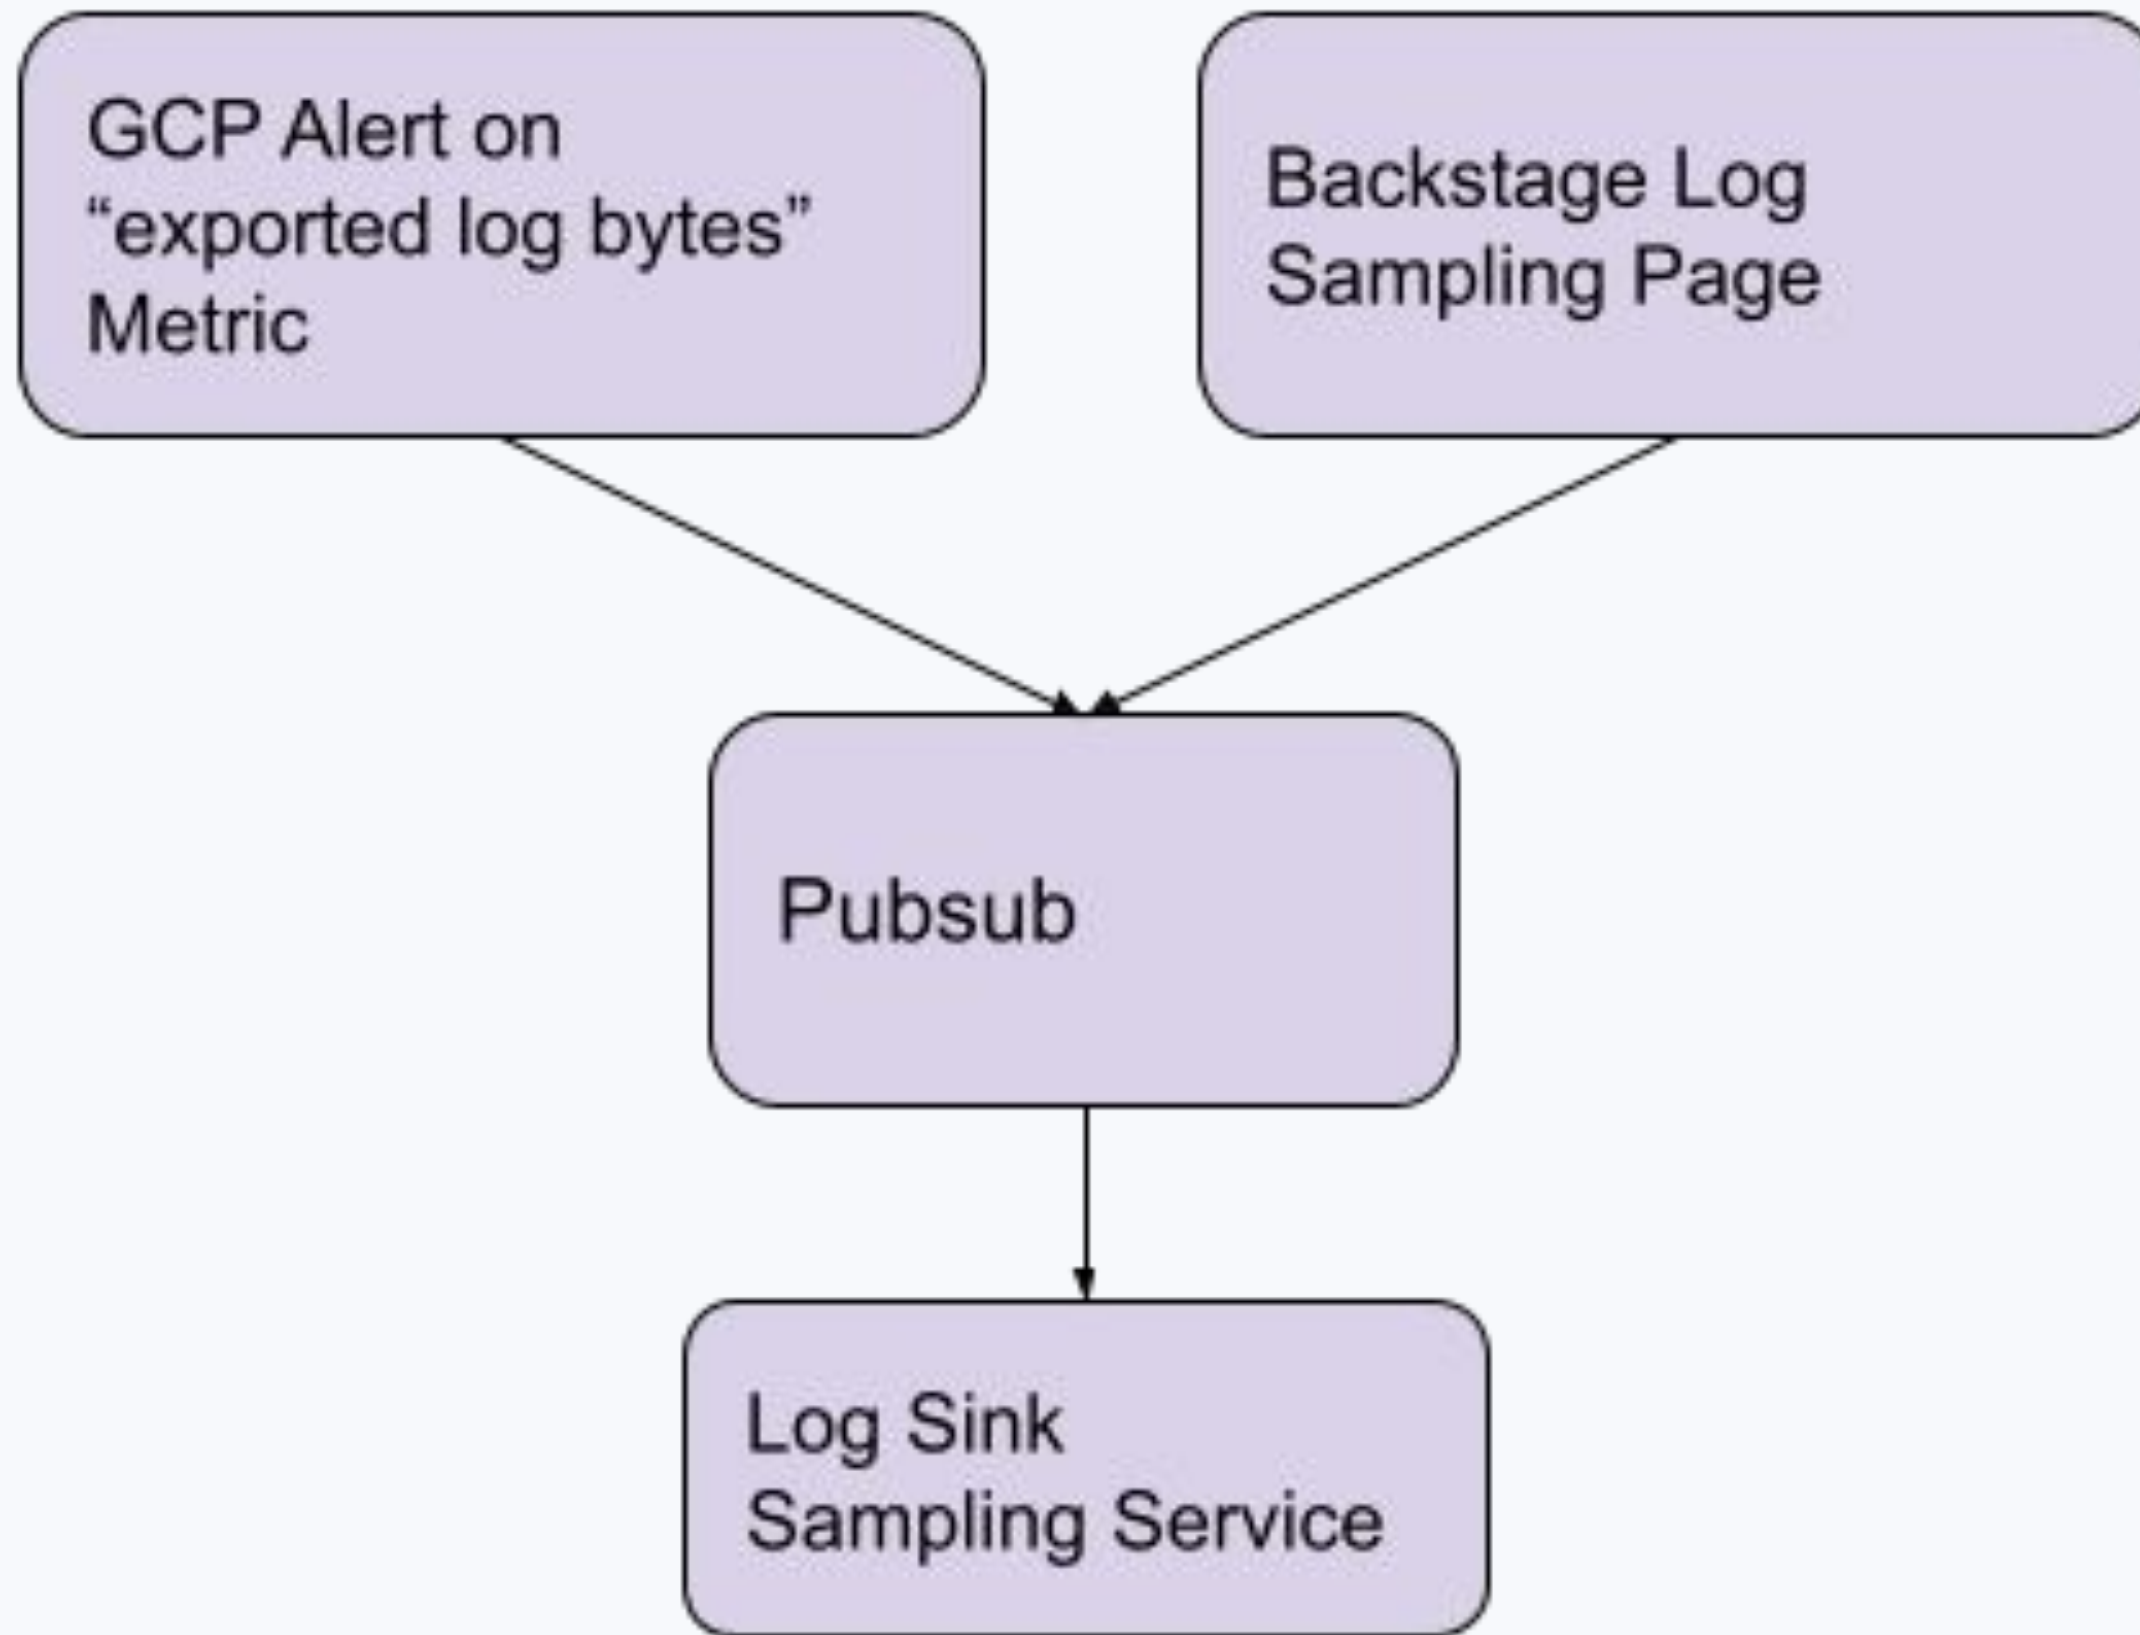 GCP Alert on
“exported log bytes”
Metric
Backstage Log
Sampling Page
Pubsub
Log Sink
Sampling Service